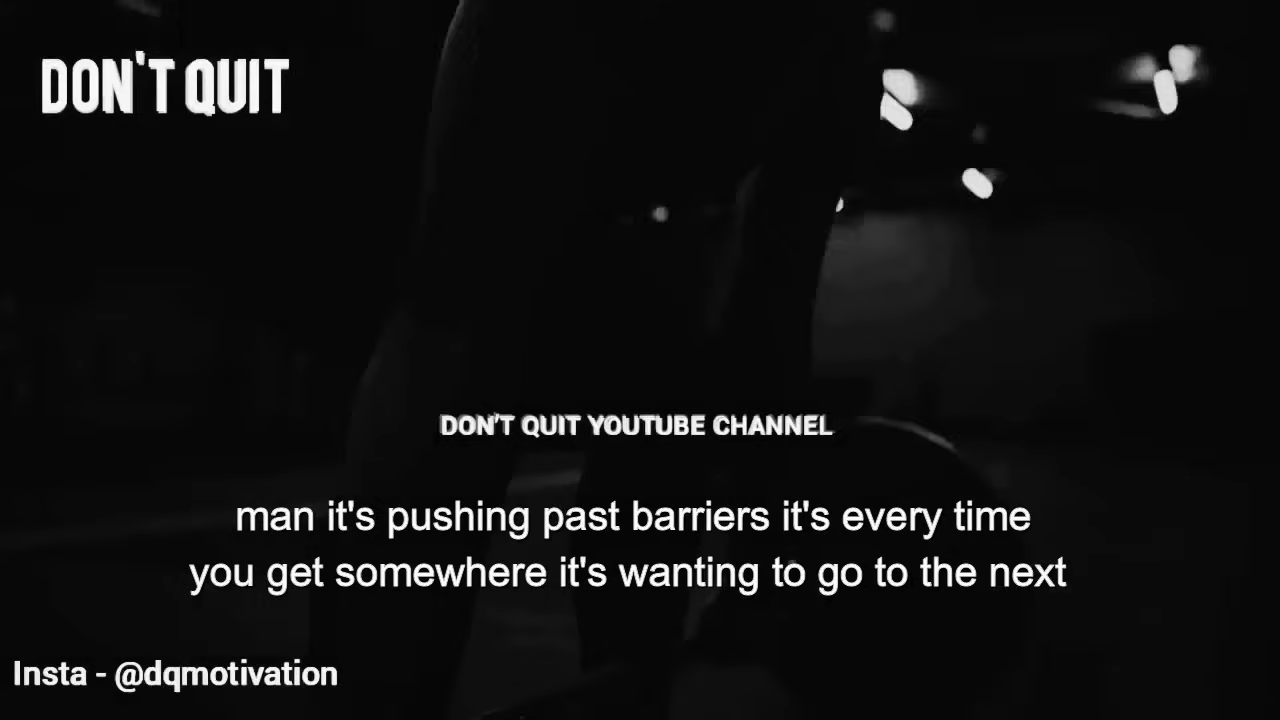 DON'T QUIT
DON'T QUIT YOUTUBE CHANNEL
man it's pushing past barriers it's every time
you get somewhere it's wanting to go to the next
Insta - @dqmotivation